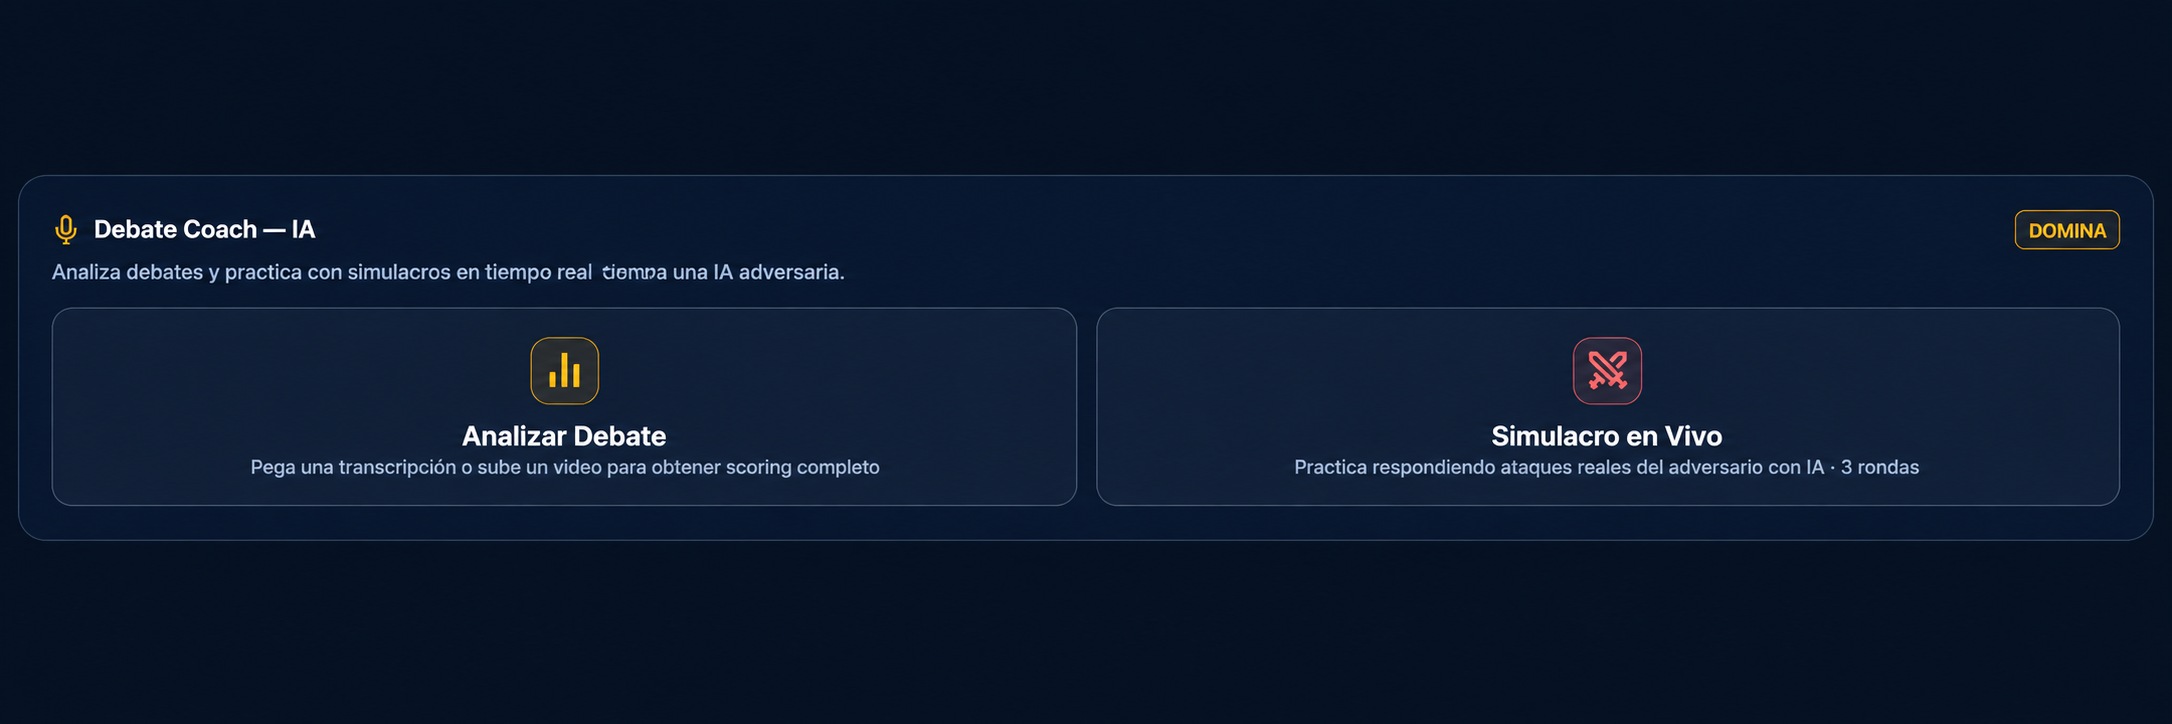 Debate Coach — IA
DOMINA
Analiza debates y practica con simulacros en tiempo real una IA adversaria.
Analizar Debate
Pega una transcripción o sube un video para obtener scoring completo
Simulacro en Vivo
Practica respondiendo ataques reales del adversario con IA · 3 rondas